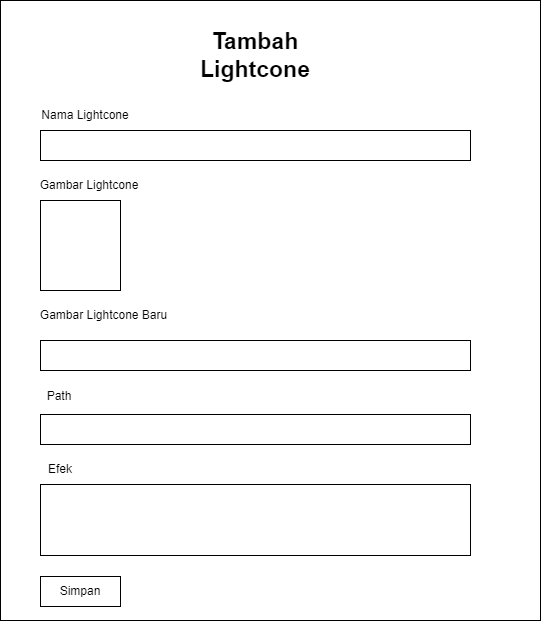 Tambah
Lightcone
Nama Lightcone
Gambar Lightcone
Gambar Lightcone Baru
Path
Efek
Simpan